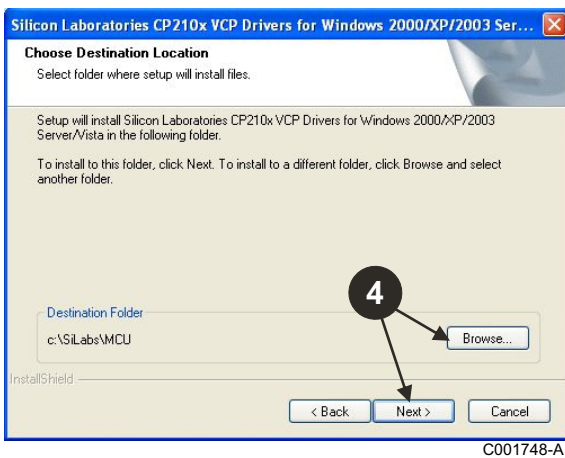 Silicon Laboratories CP210x VCP Drivers for Windows 2000/XP/2003 Ser...
Choose Destination Location
Select folder where setup will install files.
Setup will install Silicon Laboratories CP210x VCP Drivers for Windows 2000/XP/2003
Server/Vista in the following folder.
To install to this folder, click Next. To install to a different folder, click Browse and select
another folder.
4
Destination Folder
c:\SiLabs\MCU
Browse...
InstallShield
< Back
Next >
Cancel
C001748-A